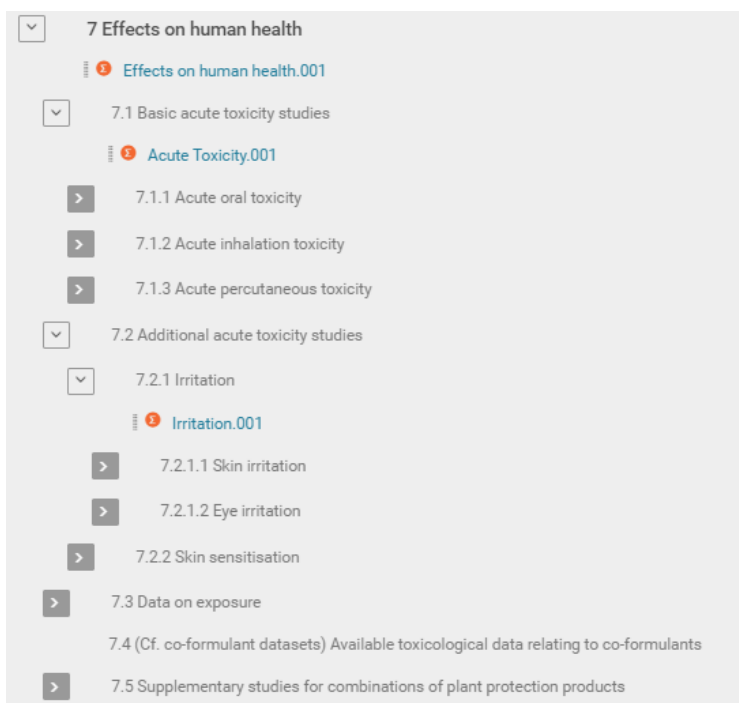 7 Effects on human health
Effects on human health.001
7.1 Basic acute toxicity studies
Acute Toxicity.001
7.1.1 Acute oral toxicity
7.1.2 Acute inhalation toxicity
7.1.3 Acute percutaneous toxicity
7.2 Additional acute toxicity studies
7.2.1 Irritation
Irritation.001
7.2.1.1 Skin irritation
7.2.1.2 Eye irritation
7.2.2 Skin sensitisation
7.3 Data on exposure
7.4 (Cf. co-formulant datasets) Available toxicological data relating to co-formulants
7.5 Supplementary studies for combinations of plant protection products